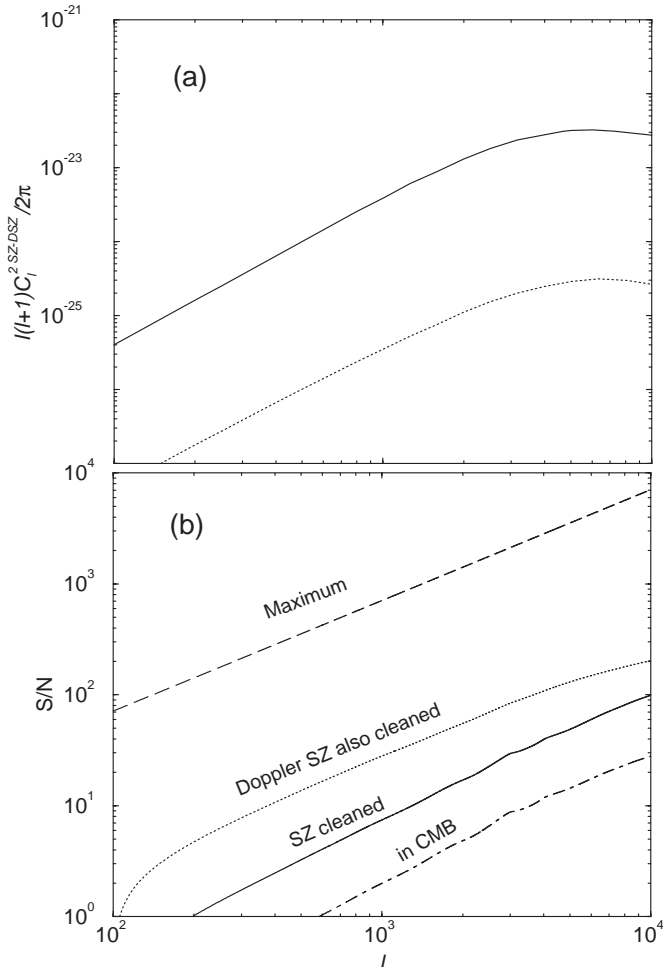 10^-21
(a)
10^-23
l(l+1)C_l^2 SZ-DSZ/2π
10^-25
10^4
(b)
10^3
Maximum
S/N
10^2
Doppler SZ also cleaned
10^1
SZ cleaned
in CMB
10^0
10^2 10^3 10^4
l